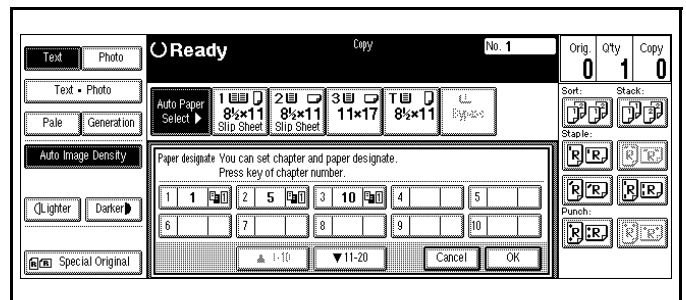 Text Photo
Text • Photo
Pale Generation
Auto Image Density
Lighter Darker
Special Original
Ready
Copy
No. 1
Auto Paper Select ▶
1 8½×11 Slip Sheet
2 8½×11 Slip Sheet
3 11×17
T 8½×11
Bypass
Paper designate You can set chapter and paper designate.
Press key of chapter number.
1 1 2 5 3 10 4 5
6 7 8 9 10
▲ 1-10 ▼11-20 Cancel OK
Orig. Q'ty Copy
0 1 0
Sort: Stack:
Staple:
Punch: